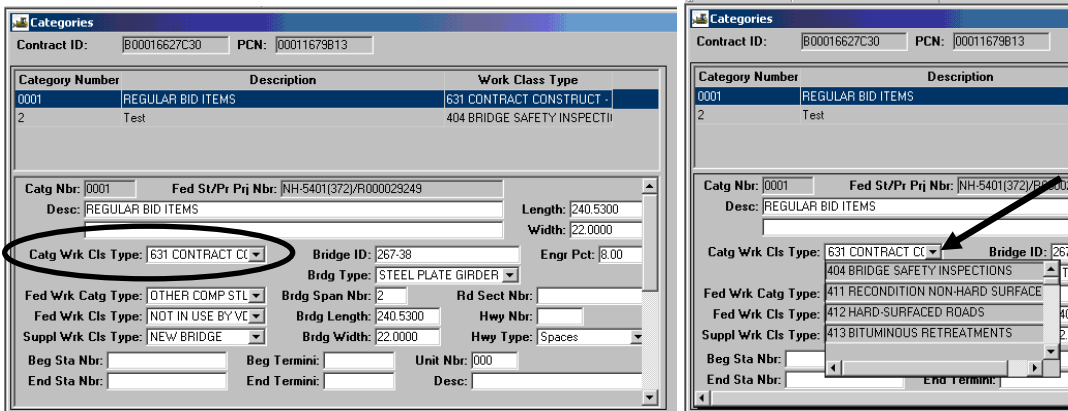 Categories
Contract ID: B00016627C30 PCN: 00011679B13
Category Number Description Work Class Type
0001 REGULAR BID ITEMS 631 CONTRACT CONSTRUCT -
2 Test 404 BRIDGE SAFETY INSPECTI
Catg Nbr: 0001 Fed St/Pr Prj Nbr: NH-5401(372)/R000029249
Desc: REGULAR BID ITEMS Length: 240.5300
Width: 22.0000
Catg Wrk Cls Type: 631 CONTRACT CC Bridge ID: 267-38 Engr Pct: 8.00
Brdg Type: STEEL PLATE GIRDER
Fed Wrk Catg Type: OTHER COMP STL Brdg Span Nbr: 2 Rd Sect Nbr:
Fed Wrk Cls Type: NOT IN USE BY VD Brdg Length: 240.5300 Hwy Nbr:
Suppl Wrk Cls Type: NEW BRIDGE Brdg Width: 22.0000 Hwy Type: Spaces
Beg Sta Nbr: Beg Termini: Unit Nbr: 000
End Sta Nbr: End Termini: Desc:
Categories
Contract ID: B00016627C30 PCN: 00011679B13
Category Number Description
0001 REGULAR BID ITEMS
2 Test
Catg Nbr: 0001 Fed St/Pr Prj Nbr: NH-5401(372)/
Desc: REGULAR BID ITEMS
Catg Wrk Cls Type: 631 CONTRACT CC Bridge ID: 267
404 BRIDGE SAFETY INSPECTIONS
Fed Wrk Catg Type: 411 RECONDITION NON-HARD SURFACE
Fed Wrk Cls Type: 412 HARD-SURFACED ROADS
Suppl Wrk Cls Type: 413 BITUMINOUS RETREATMENTS
Beg Sta Nbr:
End Sta Nbr: End Termini: